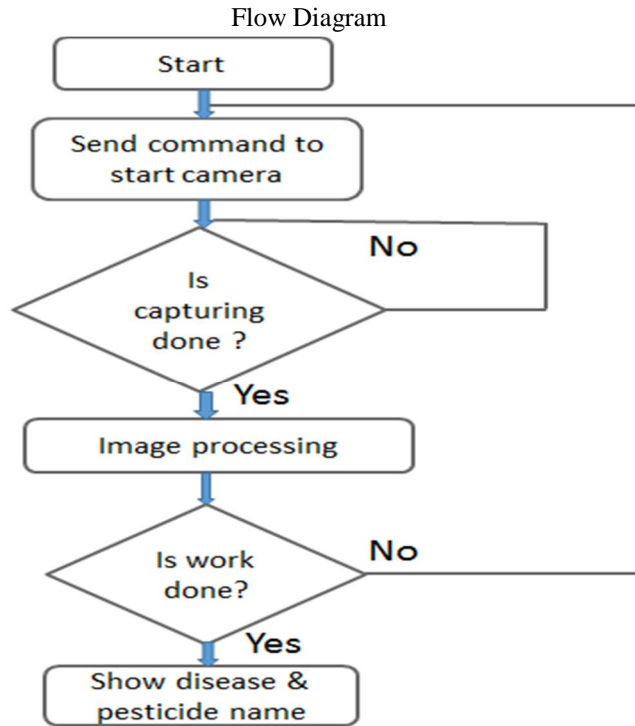 Flow Diagram
Start
Send command to
start camera
No
Is
capturing
done ?
Yes
Image processing
No
Is work
done?
Yes
Show disease &
pesticide name